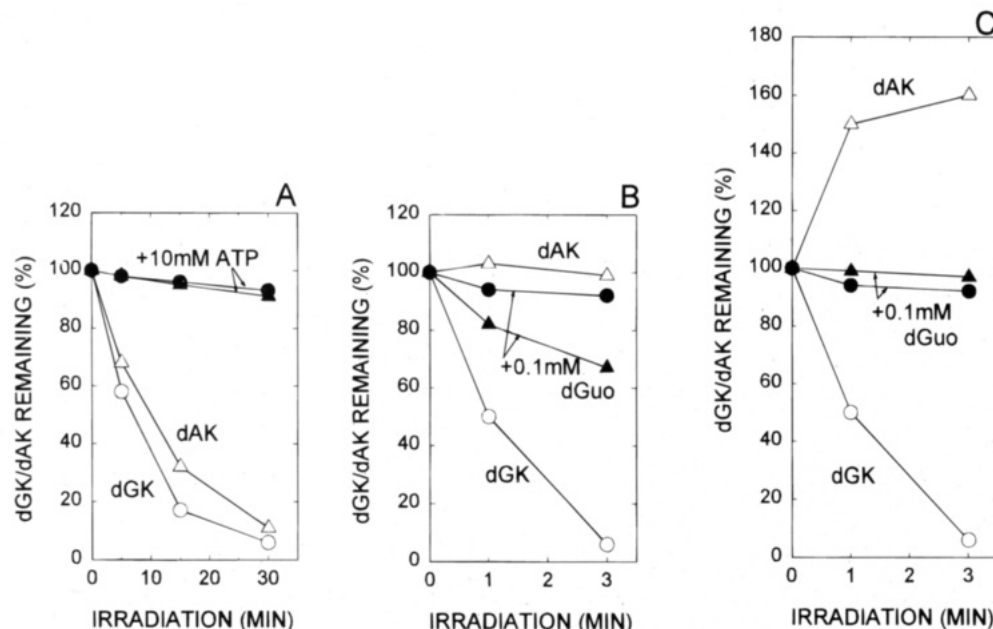 A
dGK/dAK REMAINING (%)
120
100
80
60
40
20
0
+10mM ATP
dAK
dGK
0 10 20 30
IRRADIATION (MIN)
B
dGK/dAK REMAINING (%)
120
100
80
60
40
20
0
dAK
+0.1mM
dGuo
dGK
0 1 2 3
IRRADIATION (MIN)
C
dGK/dAK REMAINING (%)
180
160
140
120
100
80
60
40
20
0
dAK
+0.1mM
dGuo
dGK
0 1 2 3
IRRADIATION (MIN)